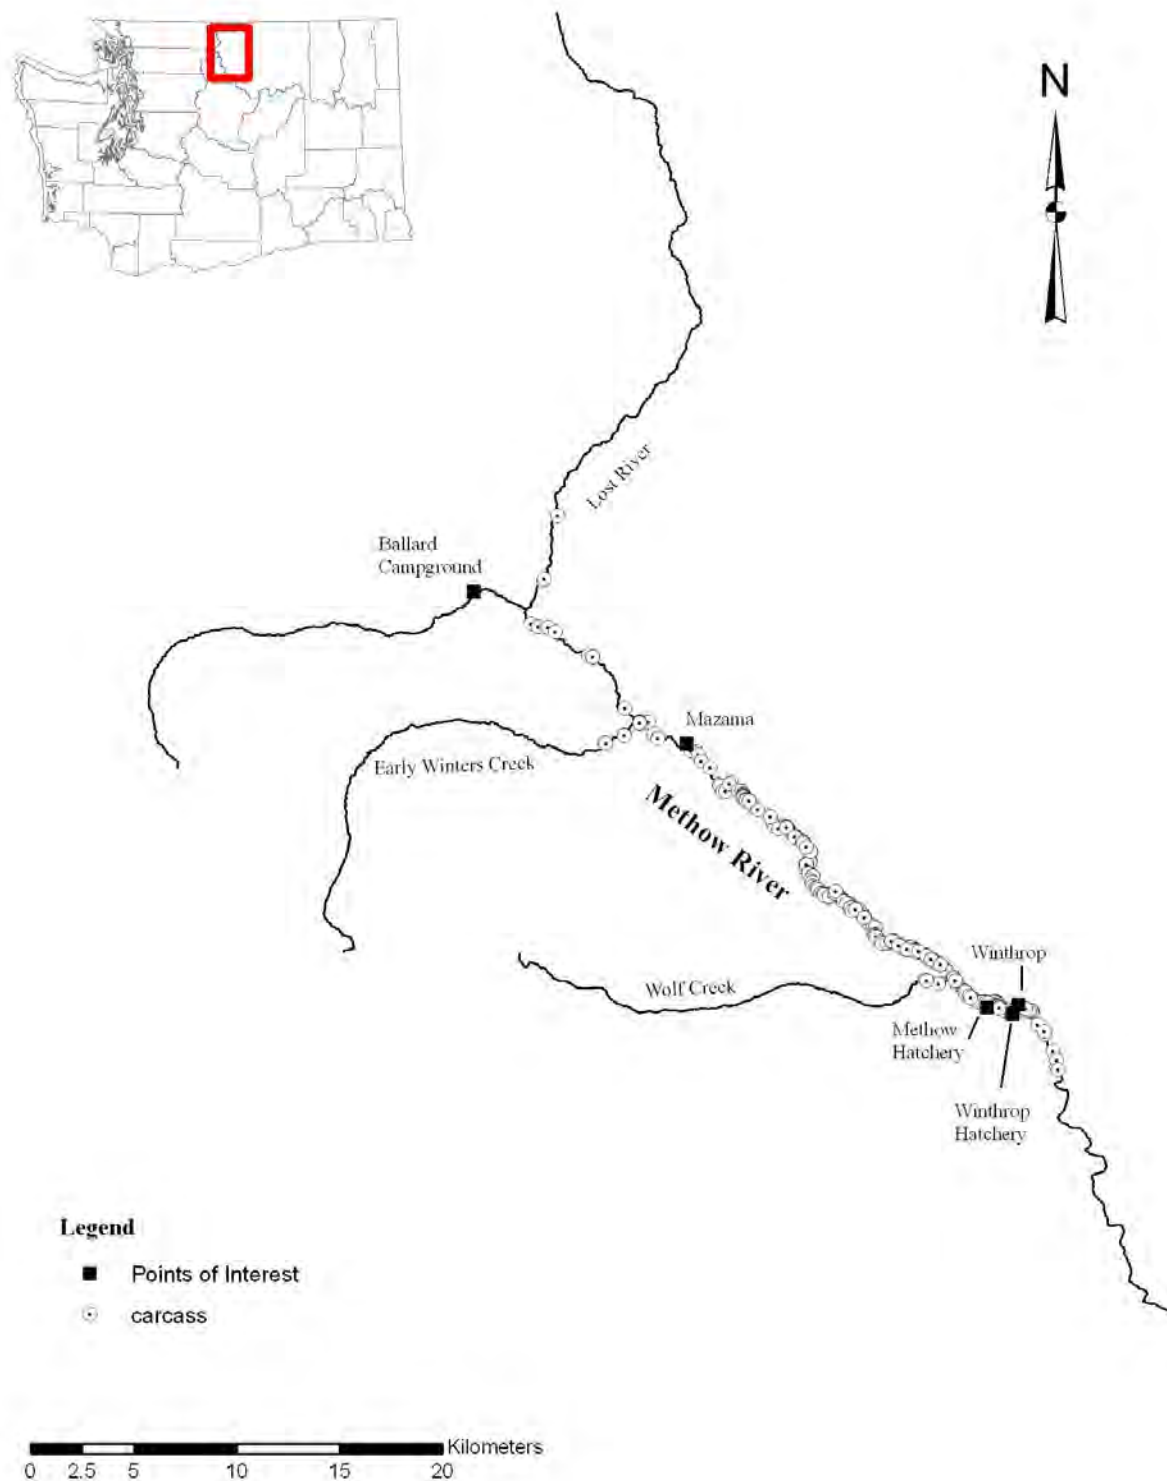 N
Lost River
Ballard
Campground
Mazama
Early Winters Creek
Methow River
Winthrop
Wolf Creek
Methow
Hatchery
Winthrop
Hatchery
Legend
Points of Interest
carcass
Kilometers
0 2.5 5 10 15 20